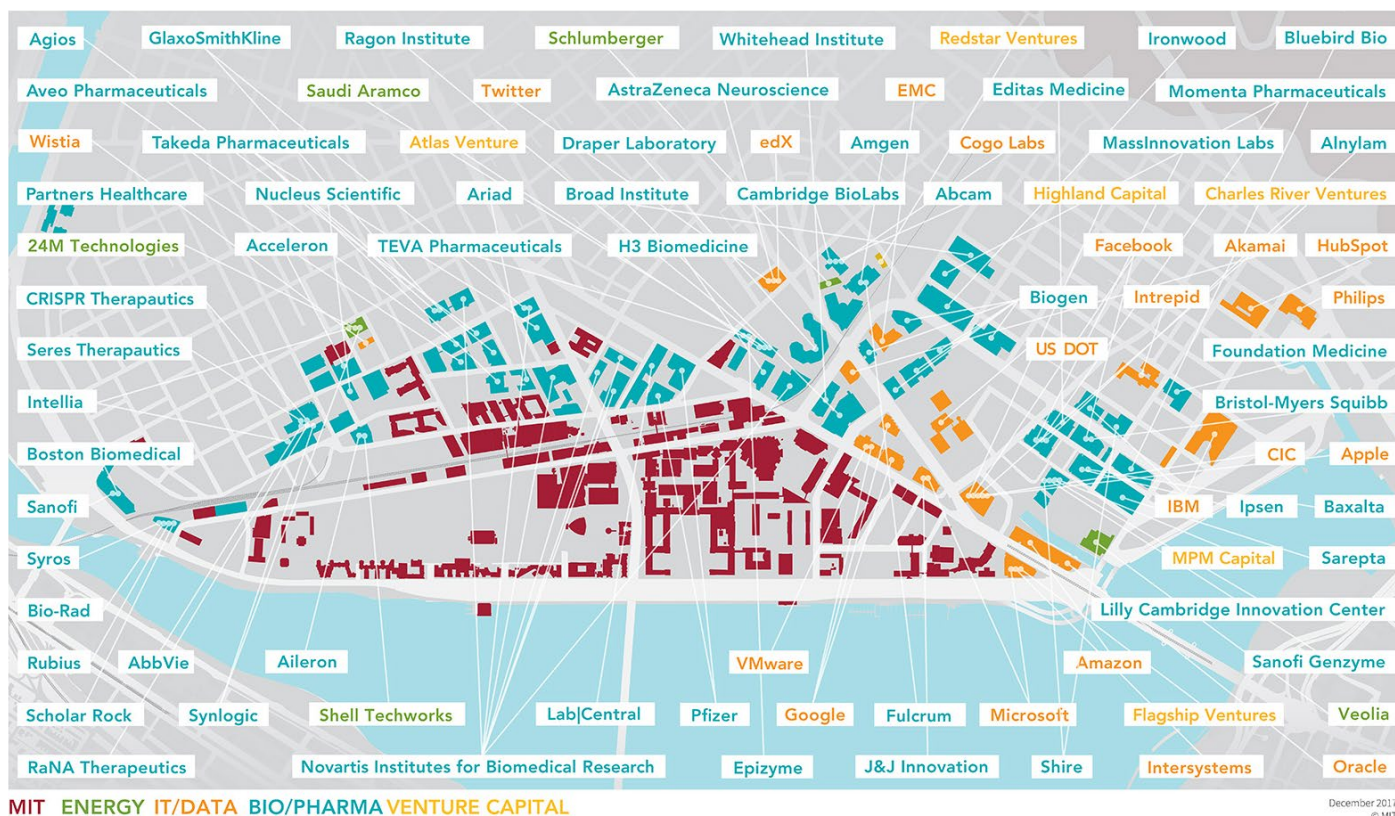 Agios
GlaxoSmithKline
Ragon Institute
Schlumberger
Whitehead Institute
Redstar Ventures
Ironwood
Bluebird Bio
Aveo Pharmaceuticals
Saudi Aramco
Twitter
AstraZeneca Neuroscience
EMC
Editas Medicine
Momenta Pharmaceuticals
Wistia
Takeda Pharmaceuticals
Atlas Venture
Draper Laboratory
edX
Amgen
Cogo Labs
MassInnovation Labs
Alnylam
Partners Healthcare
Nucleus Scientific
Ariad
Broad Institute
Cambridge BioLabs
Abcam
Highland Capital
Charles River Ventures
24M Technologies
Acceleron
TEVA Pharmaceuticals
H3 Biomedicine
Facebook
Akamai
HubSpot
CRISPR Therapautics
Biogen
Intrepid
Philips
Seres Therapautics
US DOT
Foundation Medicine
Intellia
Bristol-Myers Squibb
Boston Biomedical
CIC
Apple
Sanofi
IBM
Ipsen
Baxalta
Syros
MPM Capital
Sarepta
Bio-Rad
Lilly Cambridge Innovation Center
Rubius
AbbVie
Aileron
VMware
Amazon
Sanofi Genzyme
Scholar Rock
Synlogic
Shell Techworks
Lab|Central
Pfizer
Google
Fulcrum
Microsoft
Flagship Ventures
Veolia
RaNA Therapeutics
Novartis Institutes for Biomedical Research
Epizyme
J&J Innovation
Shire
Intersystems
Oracle
MIT ENERGY IT/DATA BIO/PHARMA VENTURE CAPITAL
December 2017
© MIT